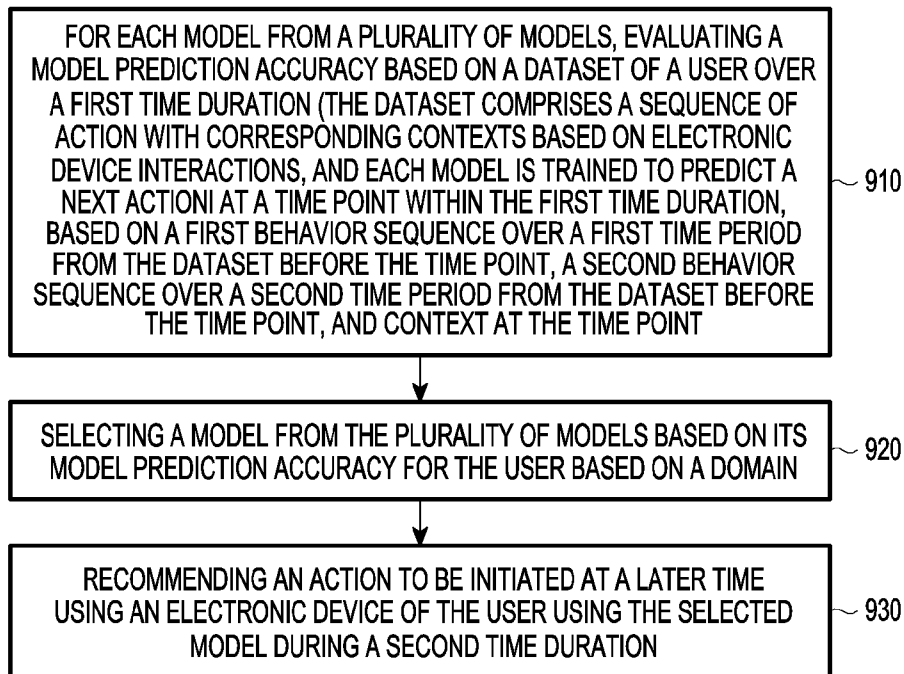 FOR EACH MODEL FROM A PLURALITY OF MODELS, EVALUATING A
MODEL PREDICTION ACCURACY BASED ON A DATASET OF A USER OVER
A FIRST TIME DURATION (THE DATASET COMPRISES A SEQUENCE OF
ACTION WITH CORRESPONDING CONTEXTS BASED ON ELECTRONIC
DEVICE INTERACTIONS, AND EACH MODEL IS TRAINED TO PREDICT A
NEXT ACTIONI AT A TIME POINT WITHIN THE FIRST TIME DURATION,
BASED ON A FIRST BEHAVIOR SEQUENCE OVER A FIRST TIME PERIOD
FROM THE DATASET BEFORE THE TIME POINT, A SECOND BEHAVIOR
SEQUENCE OVER A SECOND TIME PERIOD FROM THE DATASET BEFORE
THE TIME POINT, AND CONTEXT AT THE TIME POINT
910
SELECTING A MODEL FROM THE PLURALITY OF MODELS BASED ON ITS
MODEL PREDICTION ACCURACY FOR THE USER BASED ON A DOMAIN
920
RECOMMENDING AN ACTION TO BE INITIATED AT A LATER TIME
USING AN ELECTRONIC DEVICE OF THE USER USING THE SELECTED
MODEL DURING A SECOND TIME DURATION
930